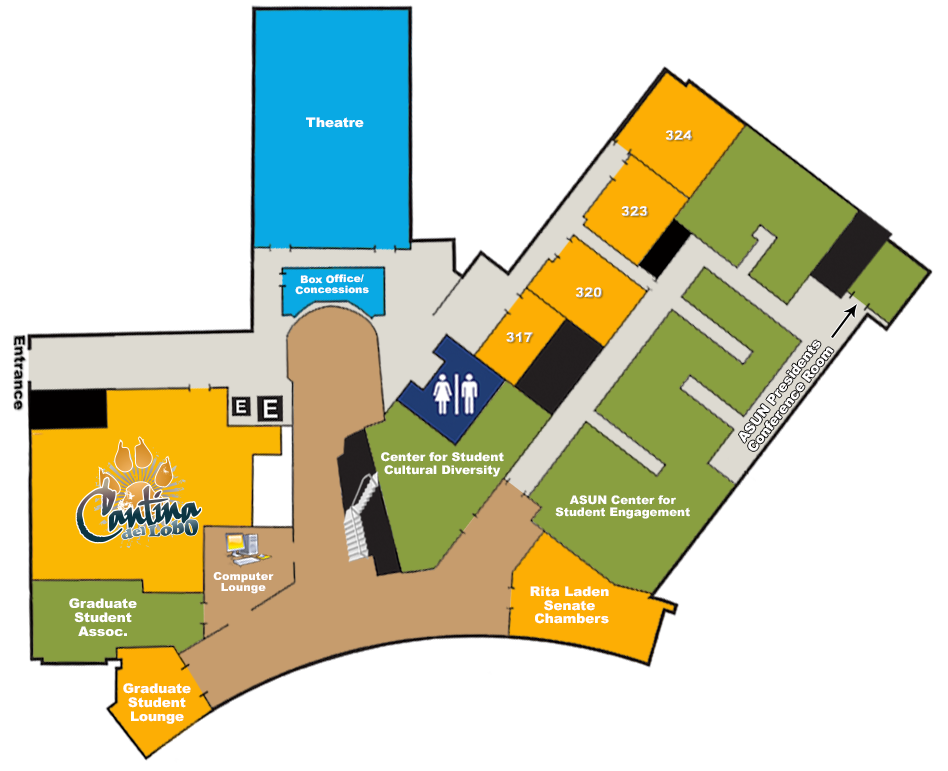 Theatre
324
323
Box Office/
Concessions
320
317
Entrance
E
E
ASUN Presidents
Conference Room
Center for Student
Cultural Diversity
Cantina
del Lobo
ASUN Center for
Student Engagement
Computer
Lounge
Rita Laden
Senate
Chambers
Graduate
Student
Assoc.
Graduate
Student
Lounge